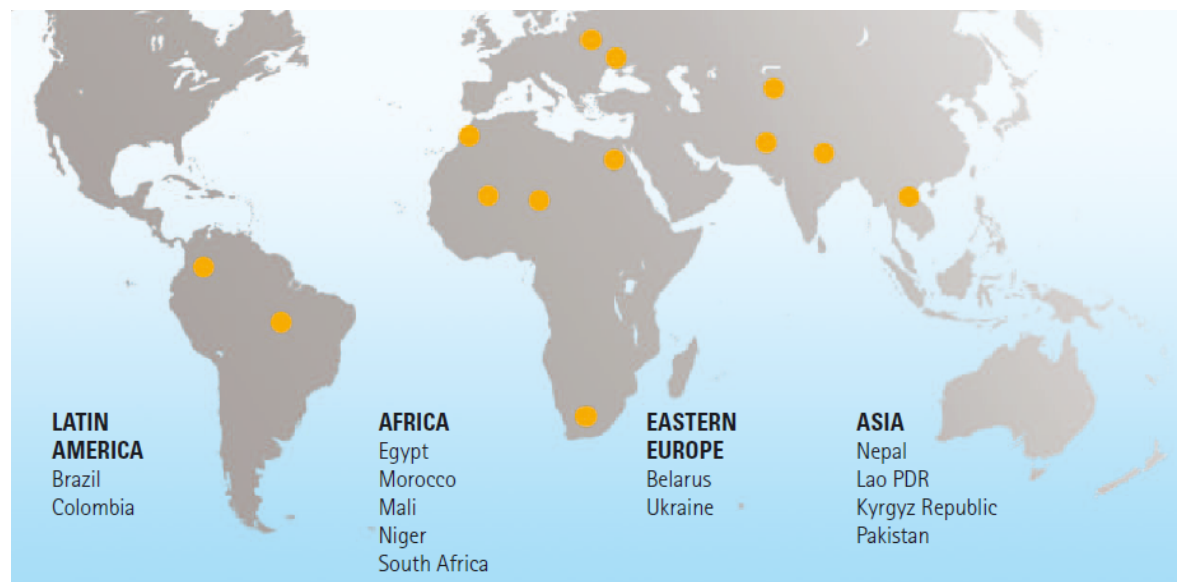 LATIN
AMERICA
Brazil
Colombia
AFRICA
Egypt
Morocco
Mali
Niger
South Africa
EASTERN
EUROPE
Belarus
Ukraine
ASIA
Nepal
Lao PDR
Kyrgyz Republic
Pakistan